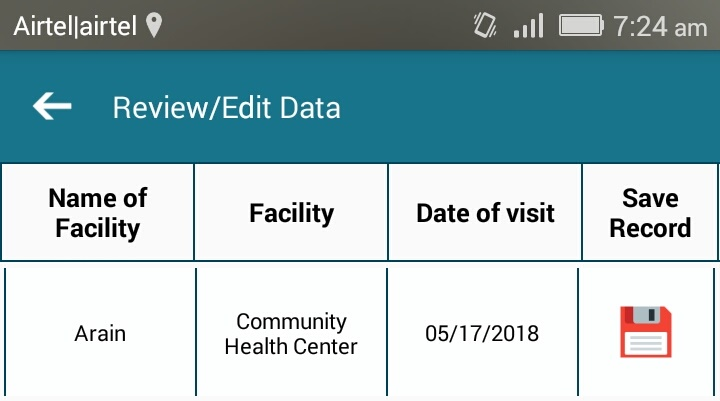 Airtel|airtel 7:24 am
Review/Edit Data
Name of
Facility
Facility
Date of visit
Save
Record
Arain
Community
Health Center
05/17/2018